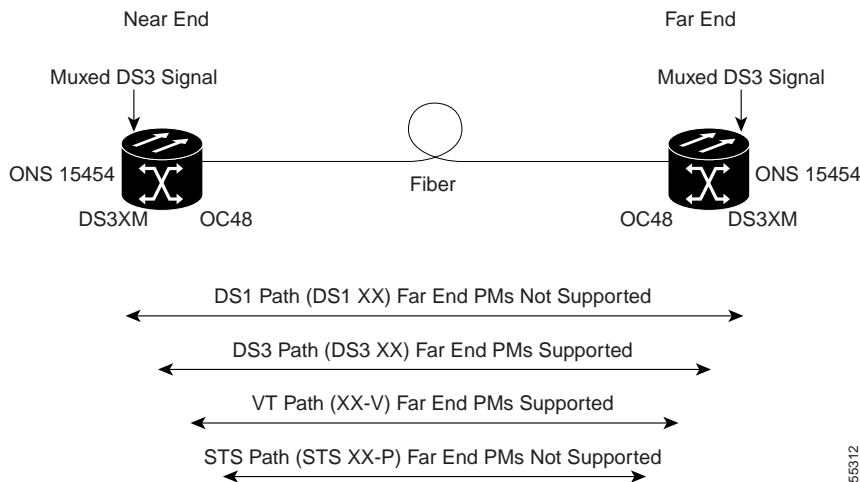 Near End
Far End
Muxed DS3 Signal
Muxed DS3 Signal
ONS 15454
ONS 15454
Fiber
DS3XM
OC48
OC48
DS3XM
DS1 Path (DS1 XX) Far End PMs Not Supported
DS3 Path (DS3 XX) Far End PMs Supported
VT Path (XX-V) Far End PMs Supported
STS Path (STS XX-P) Far End PMs Not Supported
55312